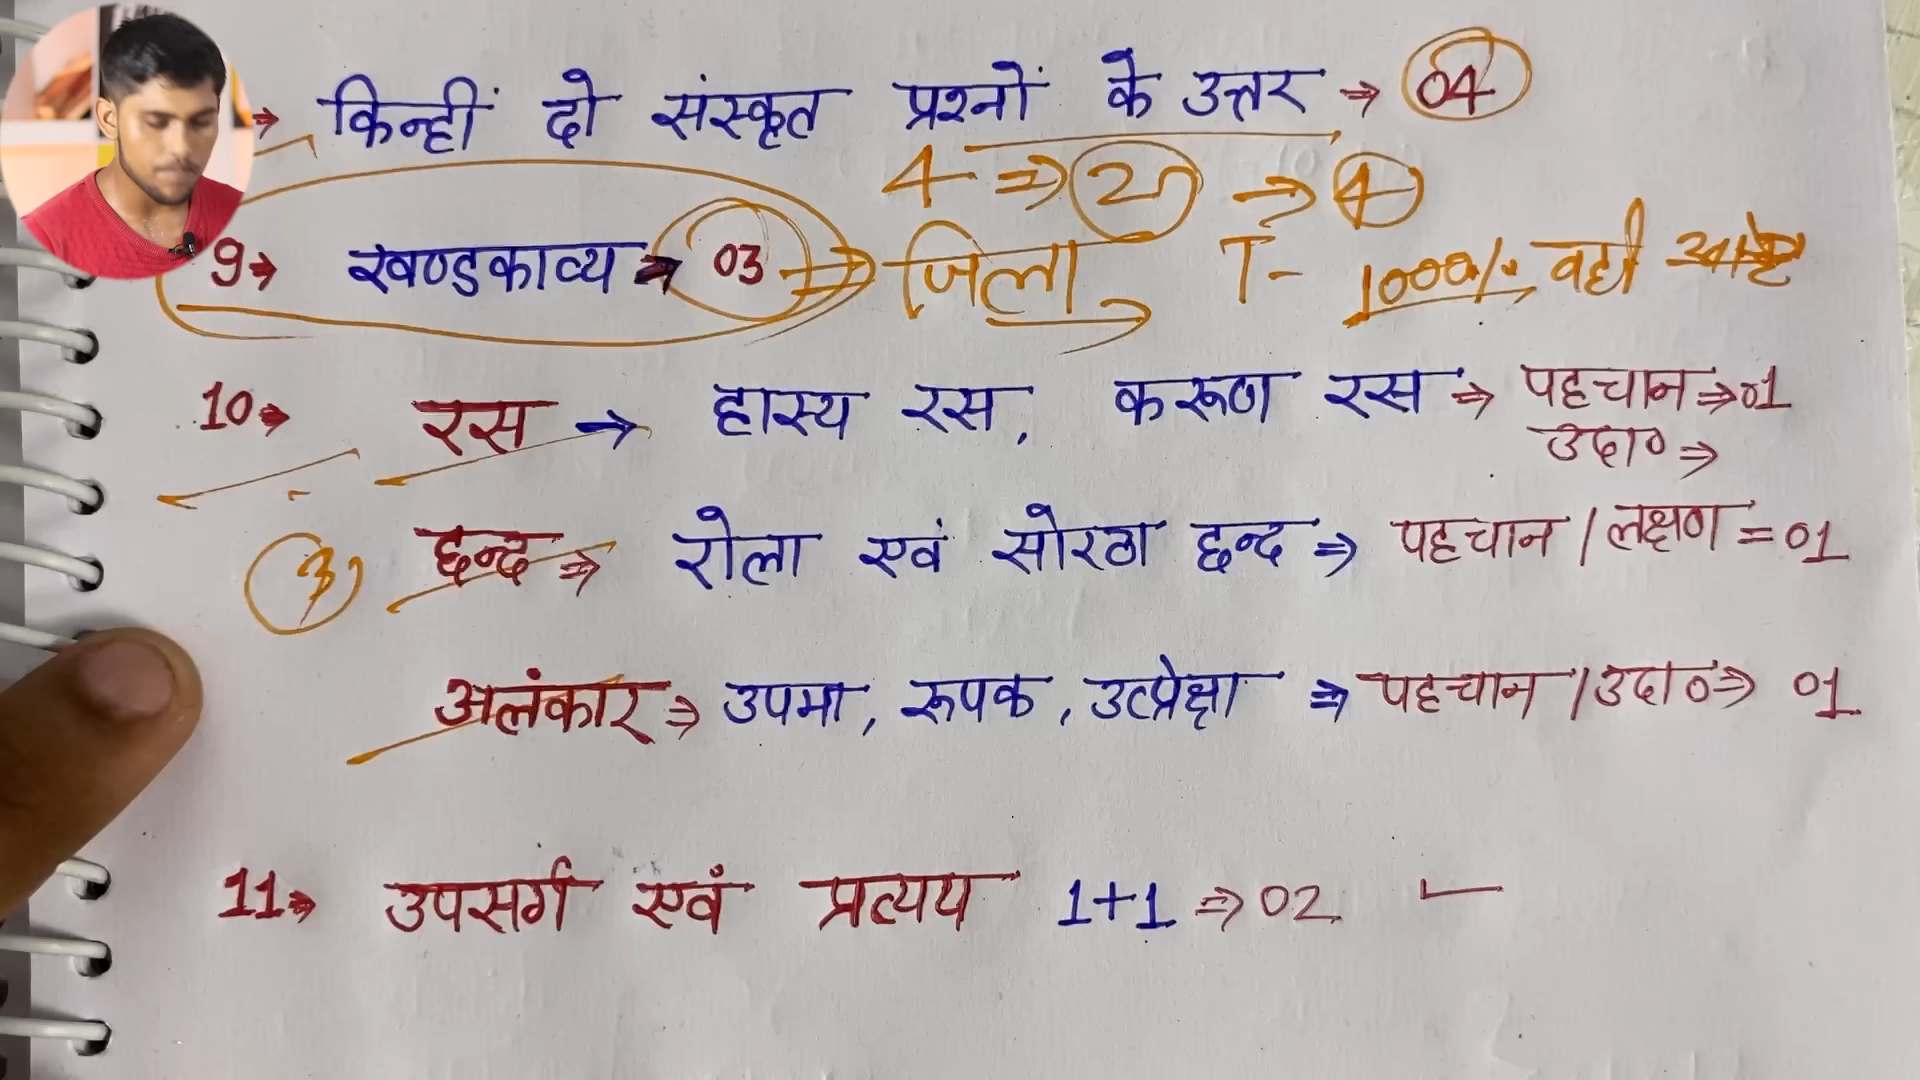 → किन्हीं दो संस्कृत प्रश्नों के उत्तर → 04
4 ⇒ 2 → 4
9⇒ खण्डकाव्य → 03 ⇒ जिला T- 1000/. वही
10⇒ रस → हास्य रस, करूण रस ⇒ पहचान ⇒ 01
उदा० ⇒
3 छन्द ⇒ रोला एवं सोरठा छन्द ⇒ पहचान / लक्षण = 01
अलंकार ⇒ उपमा, रूपक, उत्प्रेक्षा ⇒ पहचान / उदा० ⇒ 01
11⇒ उपसर्ग एवं प्रत्यय 1+1 ⇒ 02